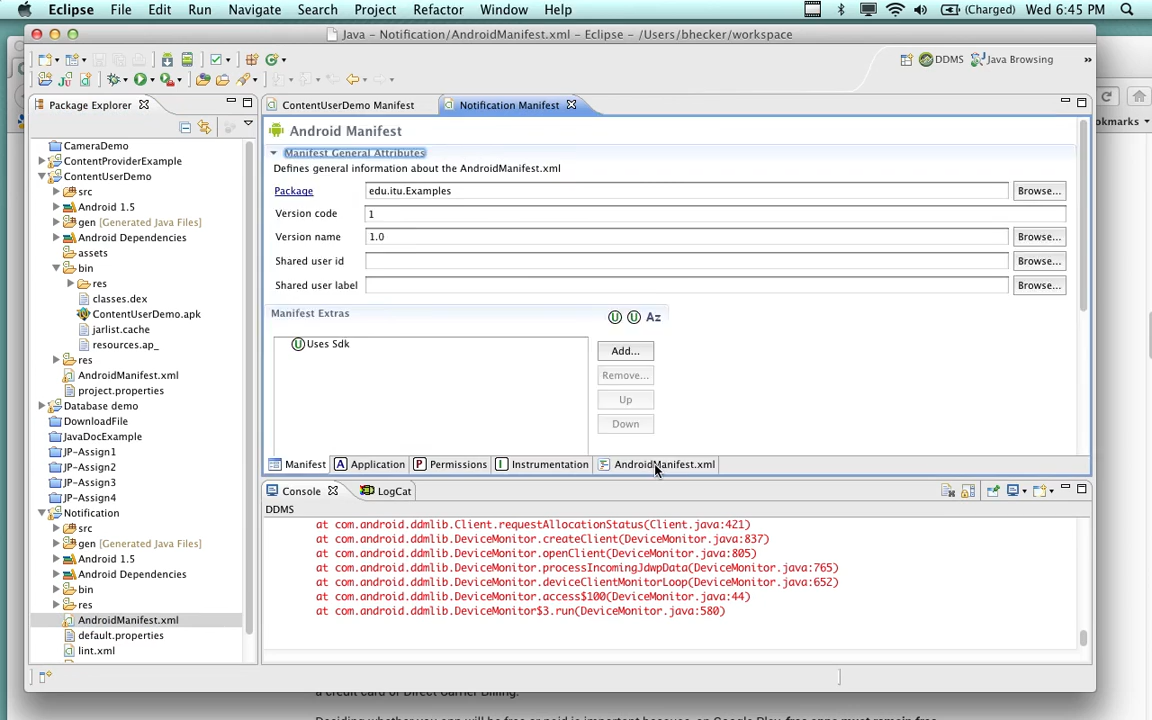 Eclipse File Edit Source Navigate Search Project Refactor Window Help (Charged) Wed 6:45 PM
Java – Notification/AndroidManifest.xml – Eclipse – /Users/bhecker/workspace
DDMS Java Browsing »
Package Explorer
ContentUserDemo Manifest Notification Manifest
CameraDemo
ContentProviderExample
ContentUserDemo
src
Android 1.5
gen [Generated Java Files]
Android Dependencies
assets
bin
res
classes.dex
ContentUserDemo.apk
jarlist.cache
resources.ap_
res
AndroidManifest.xml
project.properties
Database demo
DownloadFile
JavaDocExample
JP-Assign1
JP-Assign2
JP-Assign3
JP-Assign4
Notification
src
gen [Generated Java Files]
Android 1.5
Android Dependencies
bin
res
AndroidManifest.xml
default.properties
lint.xml
Android Manifest
Manifest General Attributes
Defines general information about the AndroidManifest.xml
Package edu.itu.Examples Browse...
Version code 1
Version name 1.0 Browse...
Shared user id Browse...
Shared user label Browse...
Manifest Extras U U Az
U Uses Sdk
Add...
Remove...
Up
Down
Manifest A Application P Permissions I Instrumentation AndroidManifest.xml
Console LogCat
DDMS
at com.android.ddmlib.Client.requestAllocationStatus(Client.java:421)
at com.android.ddmlib.DeviceMonitor.createClient(DeviceMonitor.java:837)
at com.android.ddmlib.DeviceMonitor.openClient(DeviceMonitor.java:805)
at com.android.ddmlib.DeviceMonitor.processIncomingJdwpData(DeviceMonitor.java:765)
at com.android.ddmlib.DeviceMonitor.deviceClientMonitorLoop(DeviceMonitor.java:652)
at com.android.ddmlib.DeviceMonitor.access$100(DeviceMonitor.java:44)
at com.android.ddmlib.DeviceMonitor$3.run(DeviceMonitor.java:580)
okmarks
a credit card or Direct Carrier Billing.